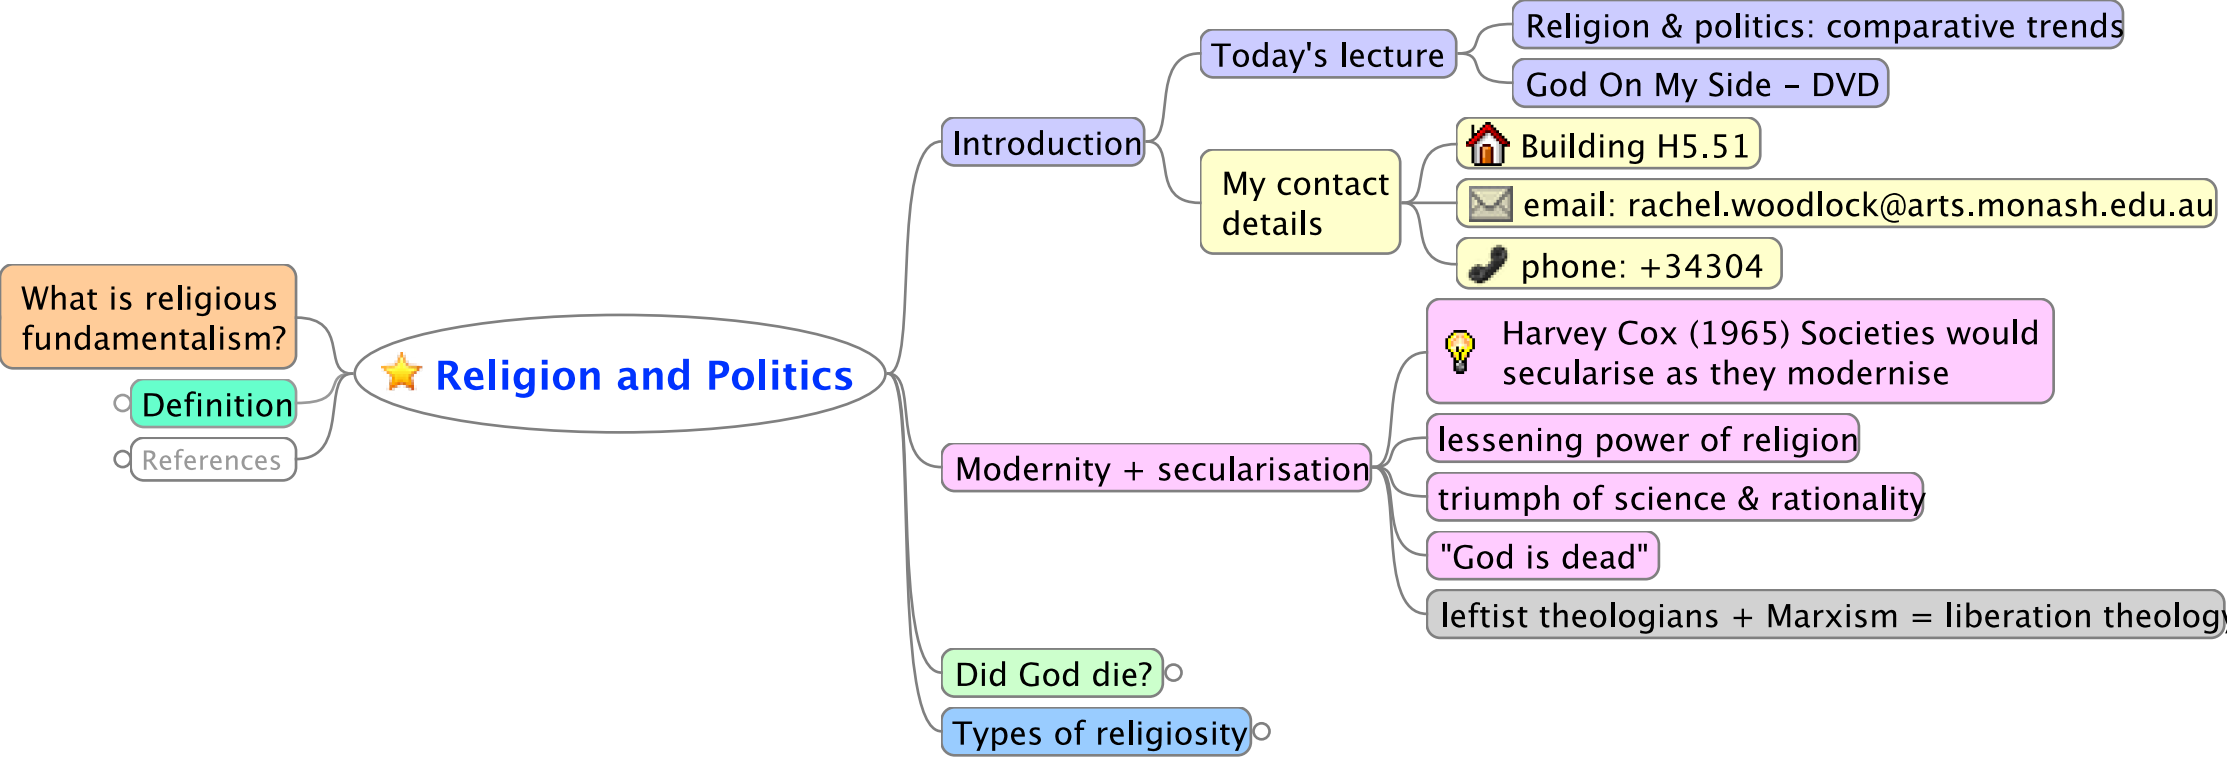 Religion and Politics
Introduction
Today's lecture
Religion & politics: comparative trends
God On My Side – DVD
My contact
details
Building H5.51
email: rachel.woodlock@arts.monash.edu.au
phone: +34304
Modernity + secularisation
Harvey Cox (1965) Societies would
secularise as they modernise
lessening power of religion
triumph of science & rationality
"God is dead"
leftist theologians + Marxism = liberation theology
Did God die?
Types of religiosity
What is religious
fundamentalism?
Definition
References